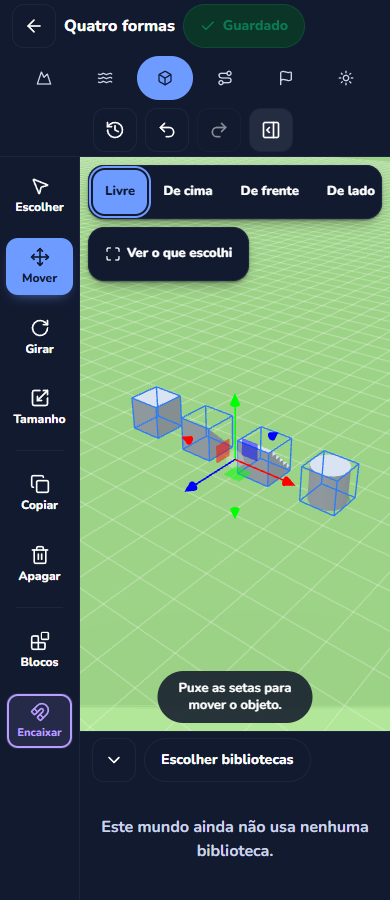 Quatro formas
Guardado
Escolher
Mover
Girar
Tamanho
Copiar
Apagar
Blocos
Encaixar
Livre
De cima
De frente
De lado
Ver o que escolhi
Puxe as setas para
mover o objeto.
Escolher bibliotecas
Este mundo ainda não usa nenhuma
biblioteca.